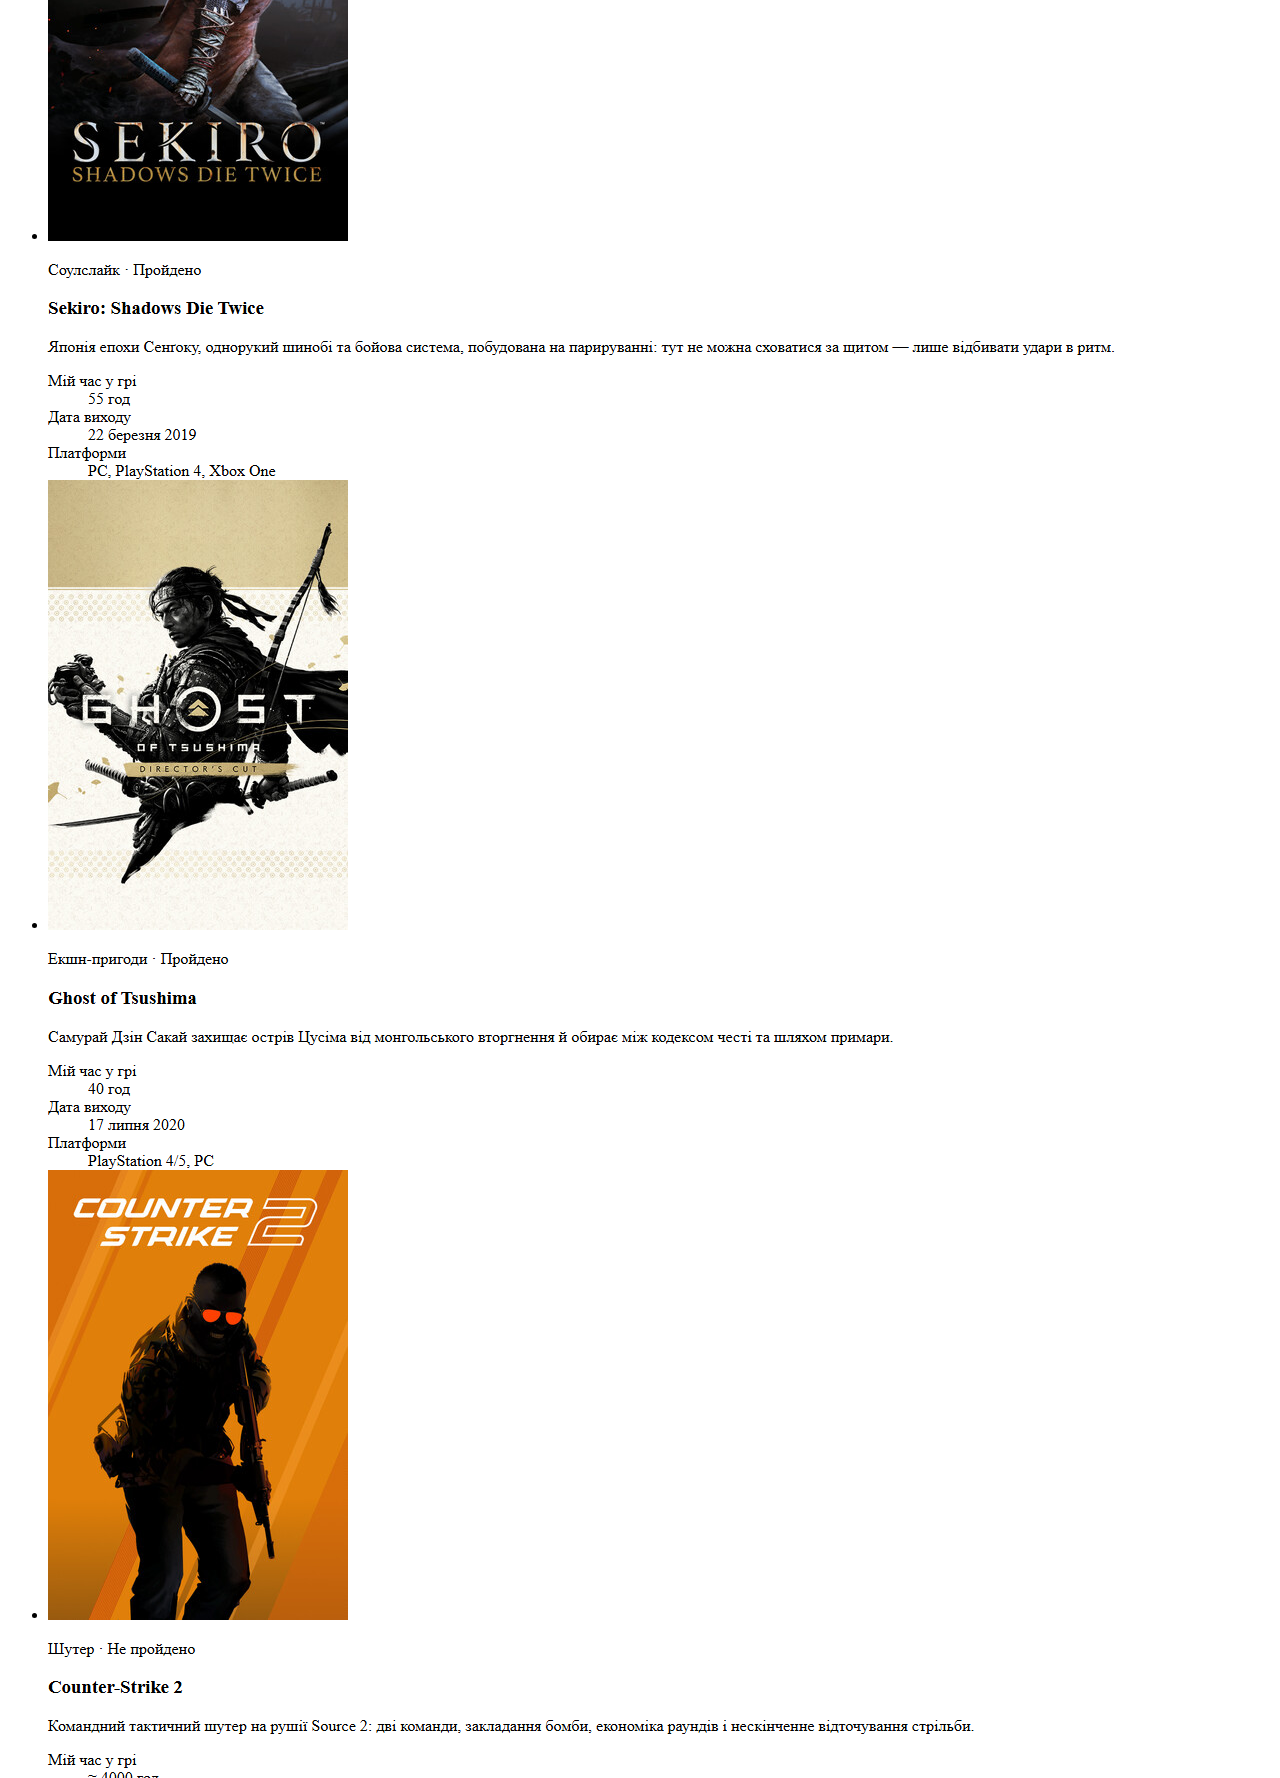 SEKIRO
SHADOWS DIE TWICE
Соулслайк · Пройдено
Sekiro: Shadows Die Twice
Японія епохи Сенґоку, однорукий шинобі та бойова система, побудована на парируванні: тут не можна сховатися за щитом — лише відбивати удари в ритм.
Мій час у грі
55 год
Дата виходу
22 березня 2019
Платформи
PC, PlayStation 4, Xbox One
GHOST
OF TSUSHIMA
DIRECTOR'S CUT
Екшн-пригоди · Пройдено
Ghost of Tsushima
Самурай Дзін Сакай захищає острів Цусіма від монгольського вторгнення й обирає між кодексом честі та шляхом примари.
Мій час у грі
40 год
Дата виходу
17 липня 2020
Платформи
PlayStation 4/5, PC
COUNTER
STRIKE 2
Шутер · Не пройдено
Counter-Strike 2
Командний тактичний шутер на рушії Source 2: дві команди, закладання бомби, економіка раундів і нескінченне відточування стрільби.
Мій час у грі
≈ 4000 год